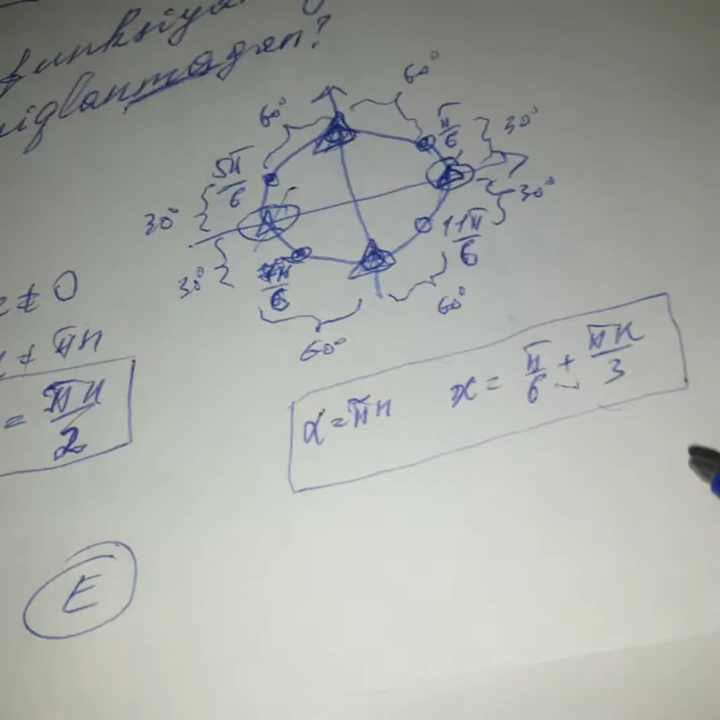 funksiya
iqlanmagan?
60°
60°
π/6
30°
5π/6
30°
30°
11π/6
30°
7π/6
60°
60°
≠ 0
≠ πn
= πn/2
x = πn x = π/6 + πn/3
E